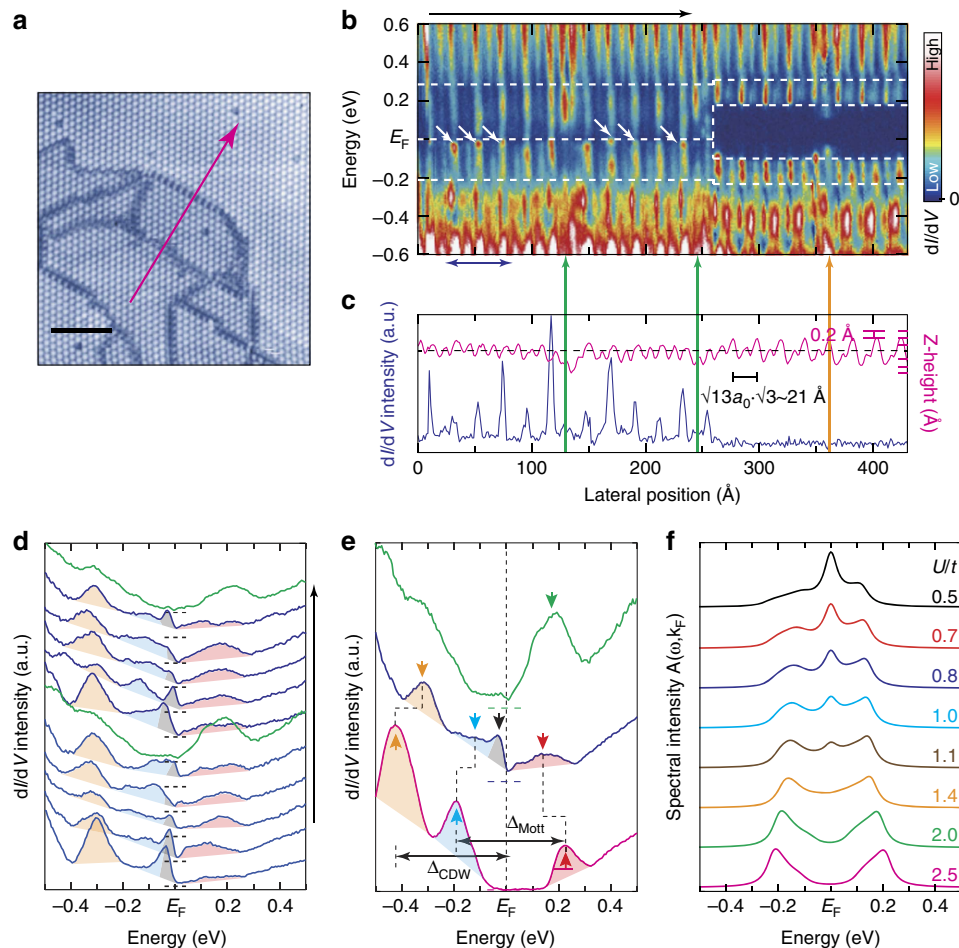 a
b
0.6
0.4
0.2
E_F
−0.2
−0.4
−0.6
Energy (eV)
High
Low
0
dI/dV
c
dI/dV intensity (a.u.)
0.2 Å
√13a₀·√3~21 Å
Z-height (Å)
0 100 200 300 400
Lateral position (Å)
d
dI/dV intensity (a.u.)
−0.4 −0.2 E_F 0.2 0.4
Energy (eV)
e
dI/dV intensity (a.u.)
Δ_Mott
Δ_CDW
−0.4 −0.2 E_F 0.2 0.4
Energy (eV)
f
Spectral intensity A(ω,k_F)
U/t
0.5
0.7
0.8
1.0
1.1
1.4
2.0
2.5
−0.4 −0.2 E_F 0.2 0.4
Energy (eV)